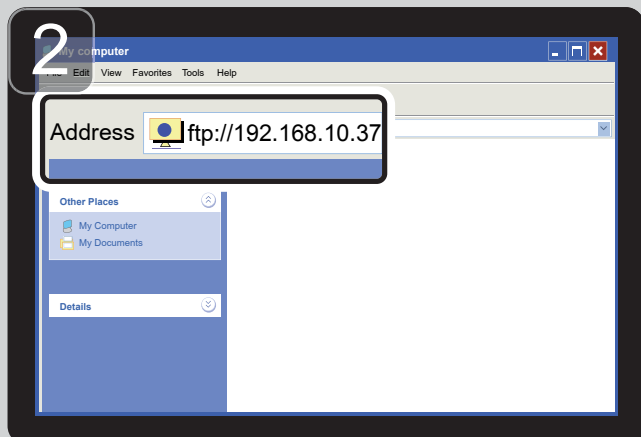 2
My computer
File Edit View Favorites Tools Help
Address ftp://192.168.10.37
Other Places
My Computer
My Documents
Details